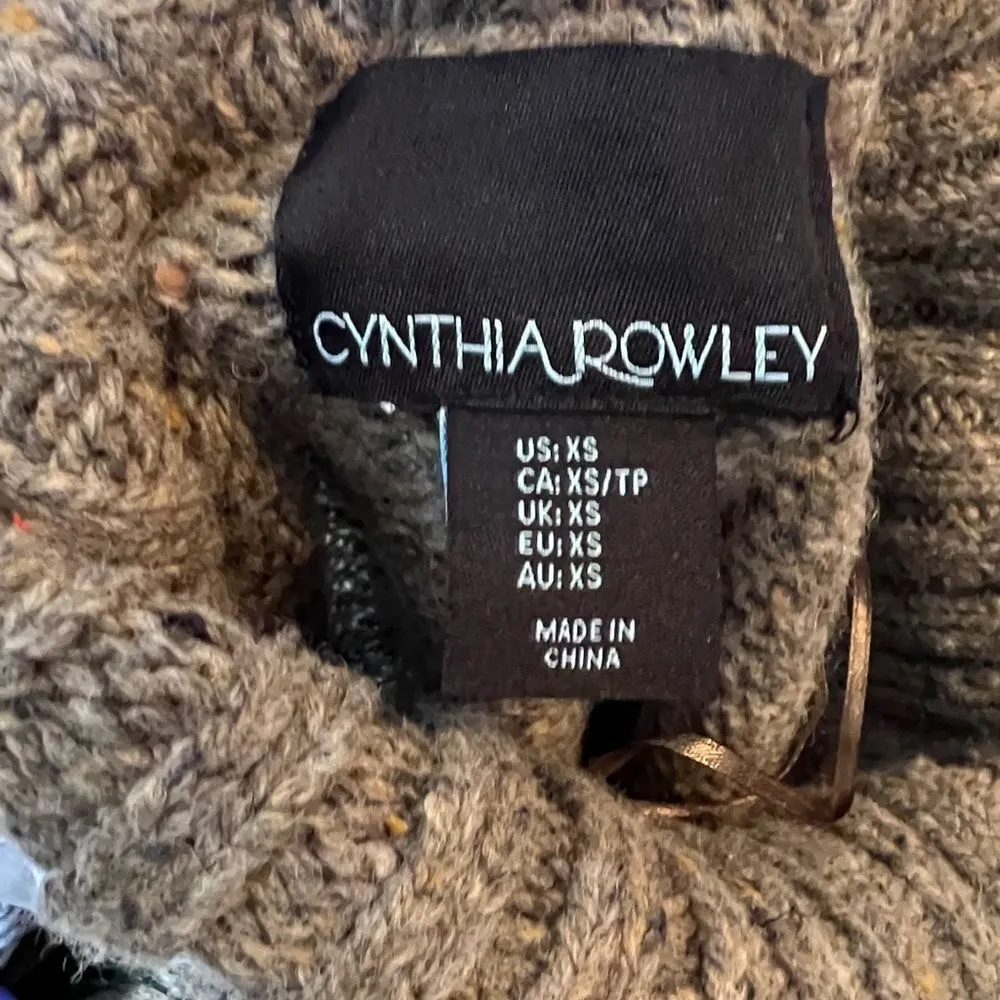 CYNTHIA ROWLEY
US: XS
CA: XS/TP
UK: XS
EU: XS
AU: XS
MADE IN
CHINA